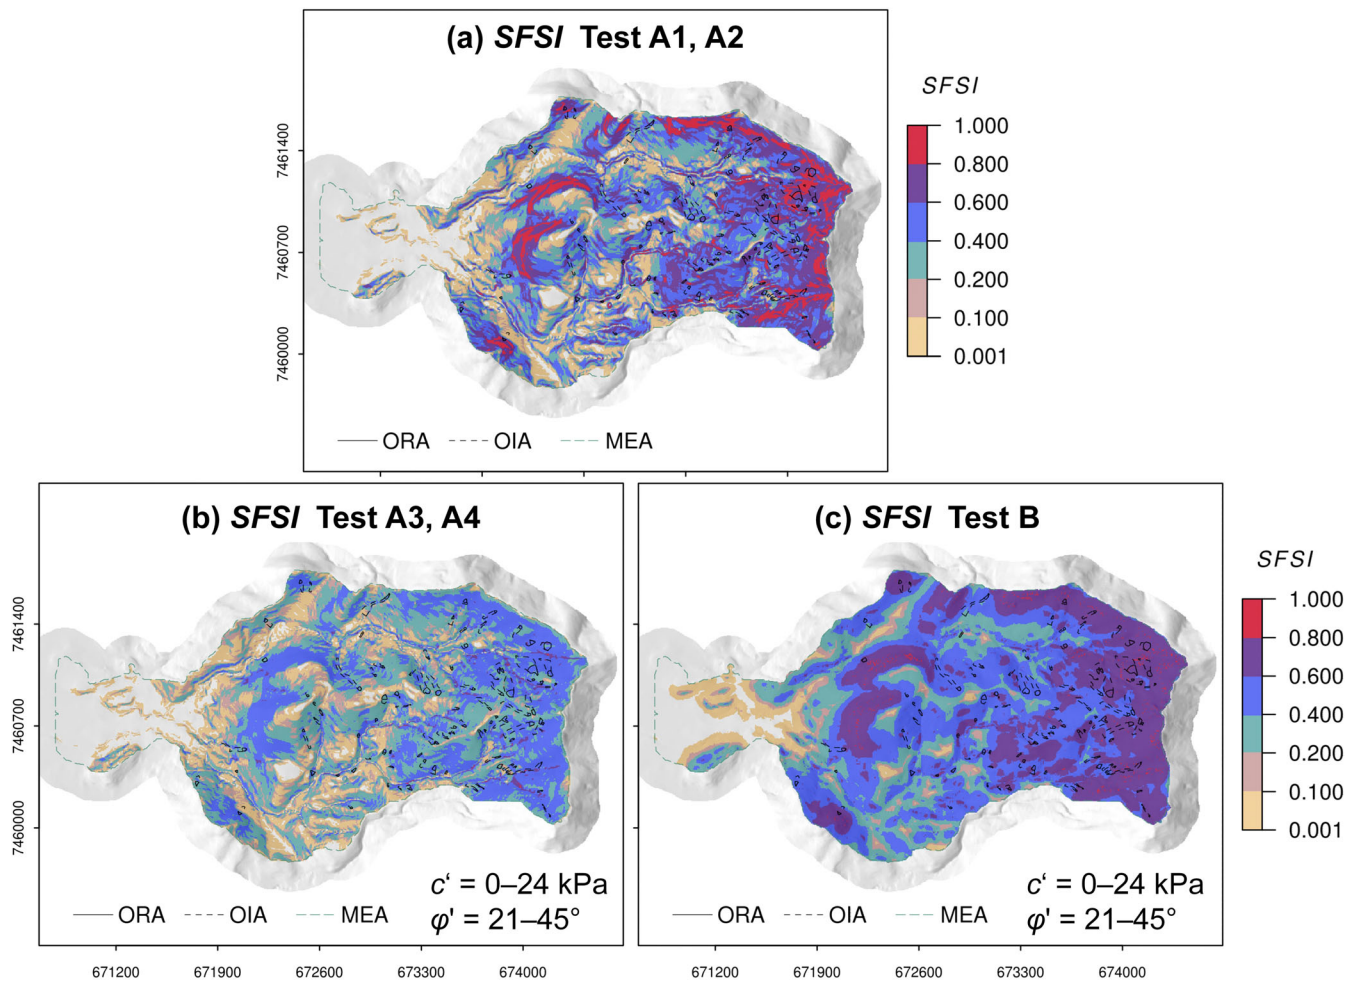 (a) SFSI Test A1, A2
SFSI
1.000
0.800
0.600
0.400
0.200
0.100
0.001
7461400
7460700
7460000
ORA OIA MEA
(b) SFSI Test A3, A4
7461400
7460700
7460000
c‘ = 0–24 kPa
φ' = 21–45°
ORA OIA MEA
671200 671900 672600 673300 674000
(c) SFSI Test B
c‘ = 0–24 kPa
φ' = 21–45°
ORA OIA MEA
671200 671900 672600 673300 674000
SFSI
1.000
0.800
0.600
0.400
0.200
0.100
0.001